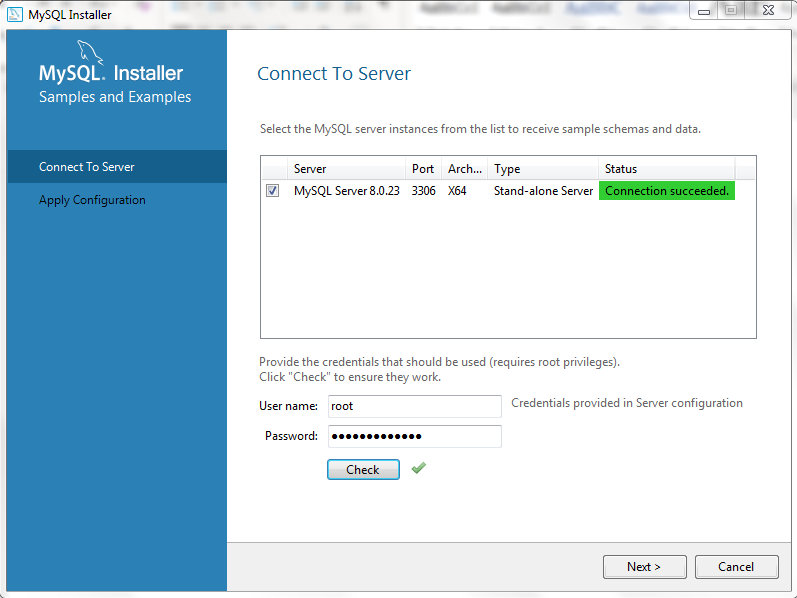 MySQL Installer
MySQL. Installer
Samples and Examples
Connect To Server
Apply Configuration
Connect To Server
Select the MySQL server instances from the list to receive sample schemas and data.
Server Port Arch... Type Status
MySQL Server 8.0.23 3306 X64 Stand-alone Server Connection succeeded.
Provide the credentials that should be used (requires root privileges).
Click "Check" to ensure they work.
User name: root Credentials provided in Server configuration
Password: ●●●●●●●●●●●●●
Check
Next > Cancel